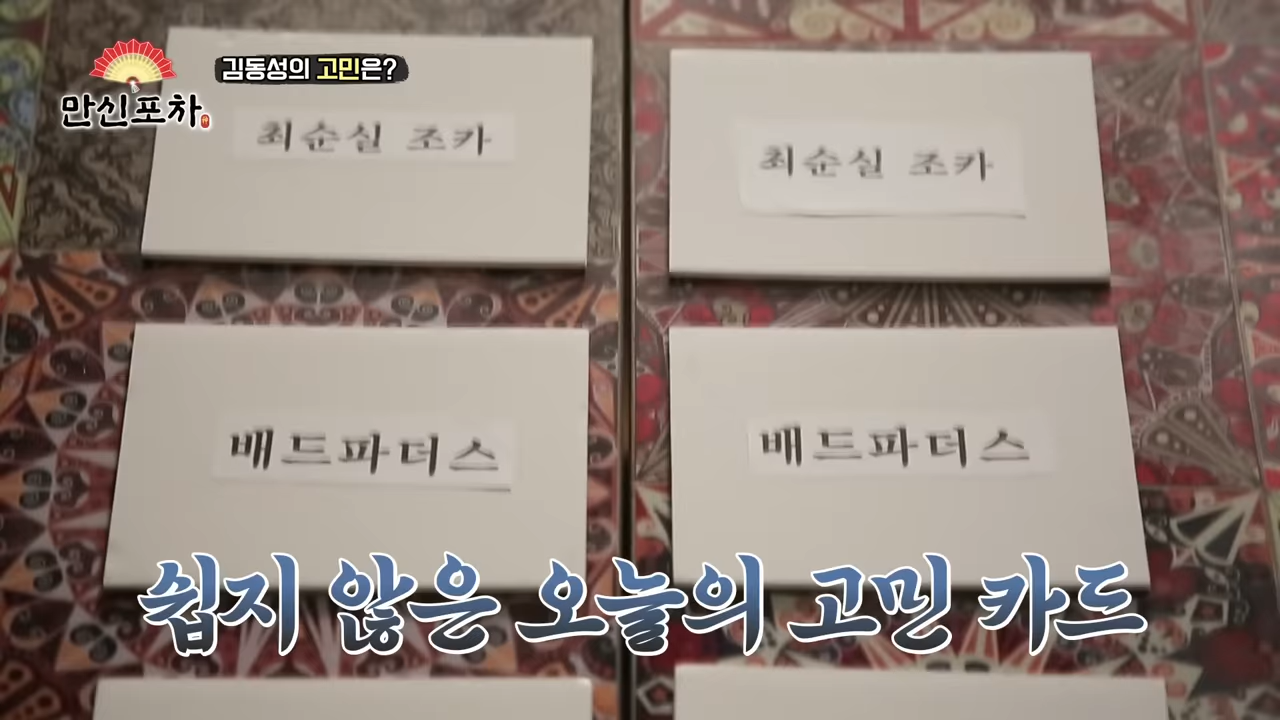 김동성의 고민은?
만신포차
최순실 조카
최순실 조카
배드파더스
배드파더스
쉽지 않은 오늘의 고민 카드